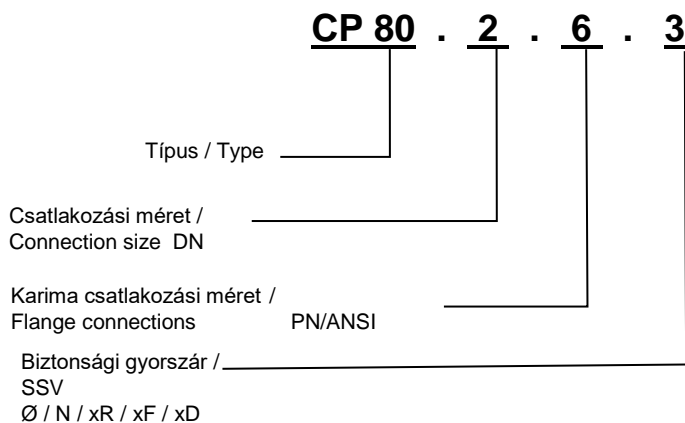 CP 80 . 2 . 6 . 3
Típus / Type
Csatlakozási méret /
Connection size DN
Karima csatlakozási méret /
Flange connections PN/ANSI
Biztonsági gyorszár /
SSV
Ø / N / xR / xF / xD